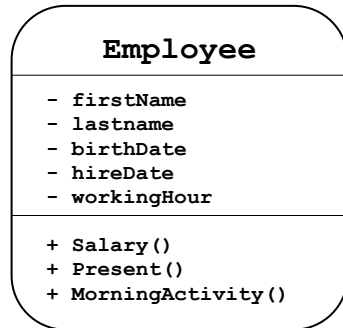 Employee
- firstName
- lastname
- birthDate
- hireDate
- workingHour
+ Salary()
+ Present()
+ MorningActivity()